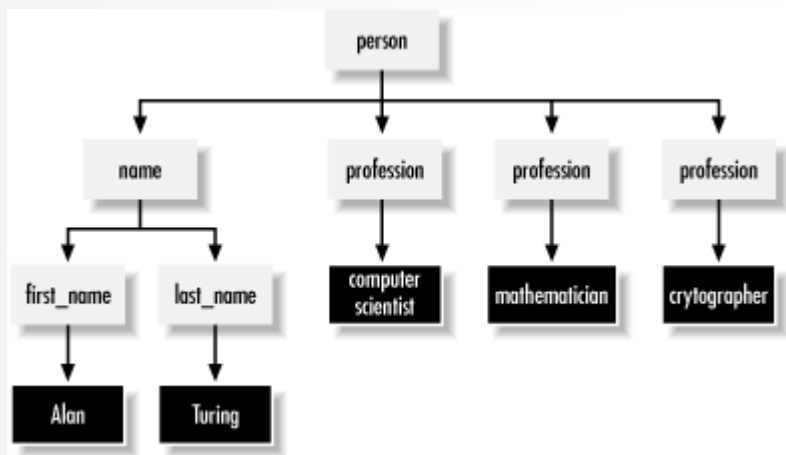 person
name
profession
profession
profession
first_name
last_name
computer
scientist
mathematician
crytographer
Alan
Turing